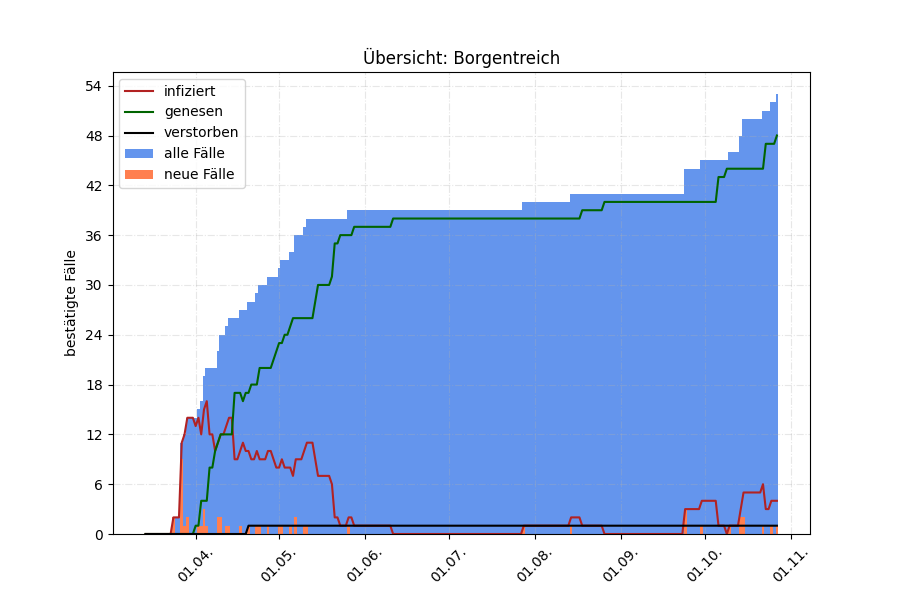 Übersicht: Borgentreich
infiziert
genesen
verstorben
alle Fälle
neue Fälle
bestätigte Fälle
54
48
42
36
30
24
18
12
6
0
01.04.
01.05.
01.06.
01.07.
01.08.
01.09.
01.10.
01.11.